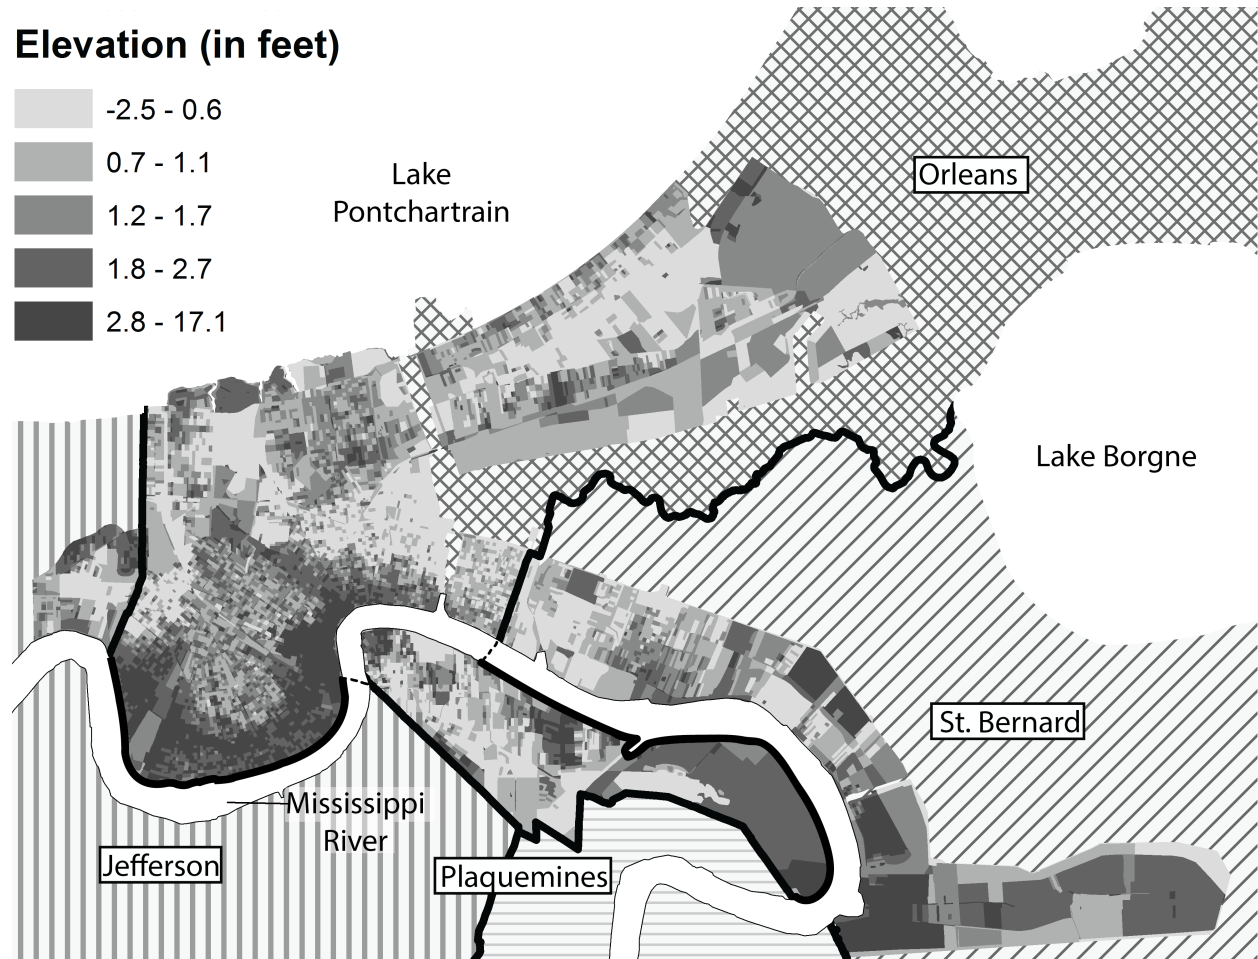 Elevation (in feet)
-2.5 - 0.6
0.7 - 1.1
1.2 - 1.7
1.8 - 2.7
2.8 - 17.1
Lake
Pontchartrain
Orleans
Lake Borgne
St. Bernard
Mississippi
River
Jefferson
Plaquemines